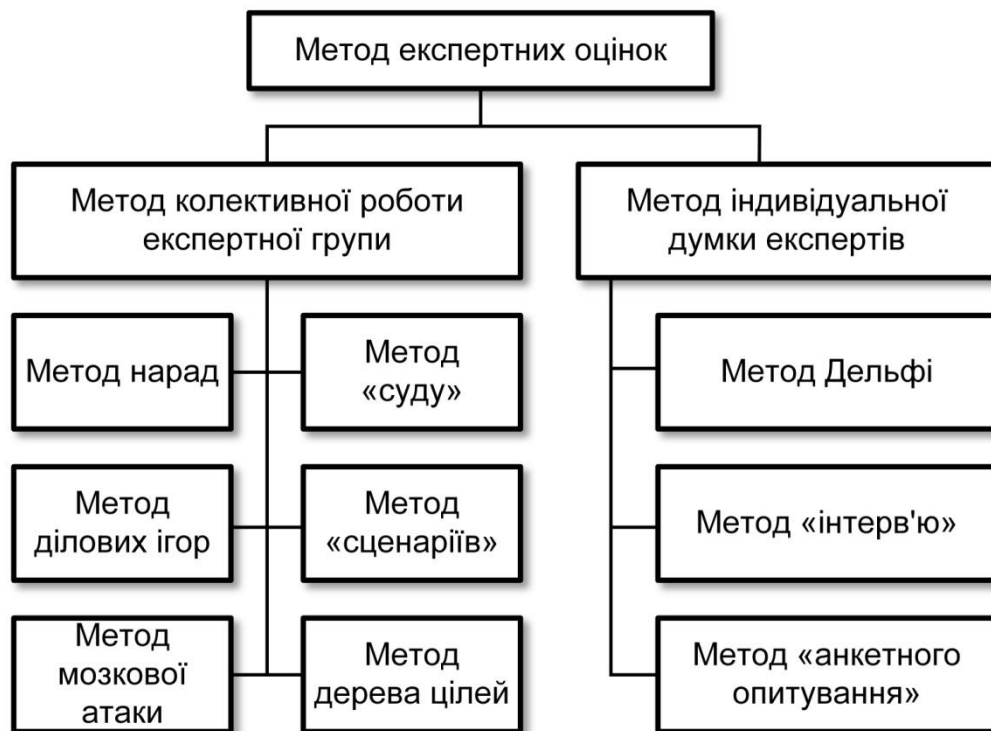 Метод експертних оцінок
Метод колективної роботи
експертної групи
Метод індивідуальної
думки експертів
Метод нарад
Метод
«суду»
Метод Дельфі
Метод
ділових ігор
Метод
«сценаріїв»
Метод «інтерв'ю»
Метод
мозкової
атаки
Метод
дерева цілей
Метод «анкетного
опитування»